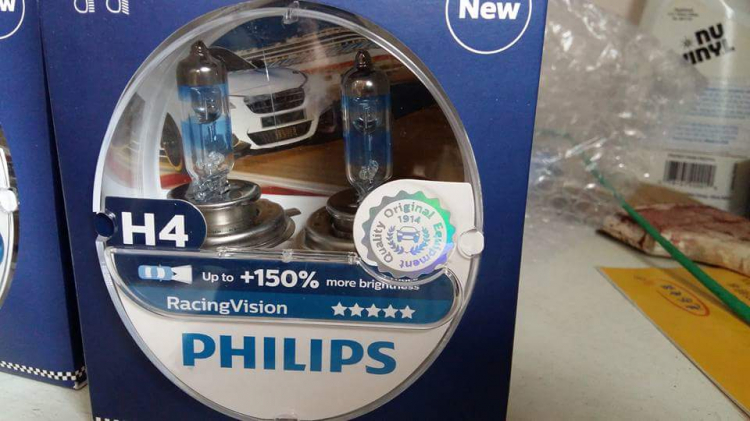 New
H4
Quality Original Equipment
1914
Up to +150% more brightness
RacingVision
PHILIPS
NU
VINYL